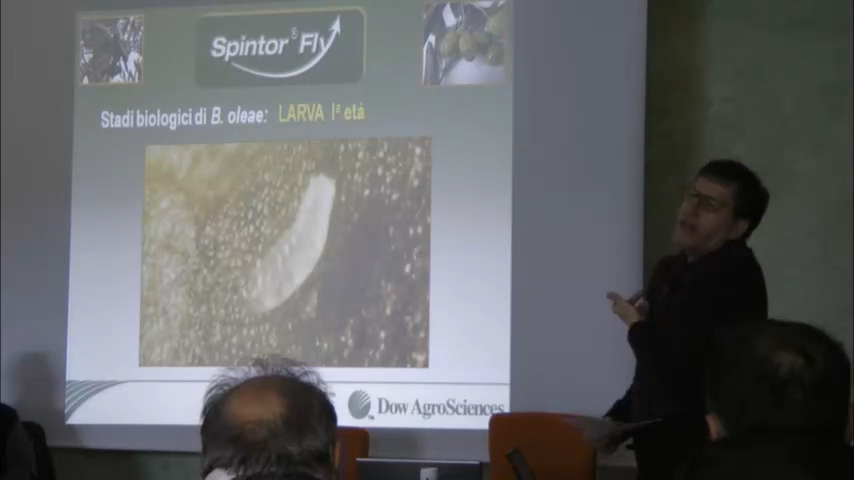 Spintor® Fly
Stadi biologici di B. oleae: LARVA Iª età
Dow AgroSciences